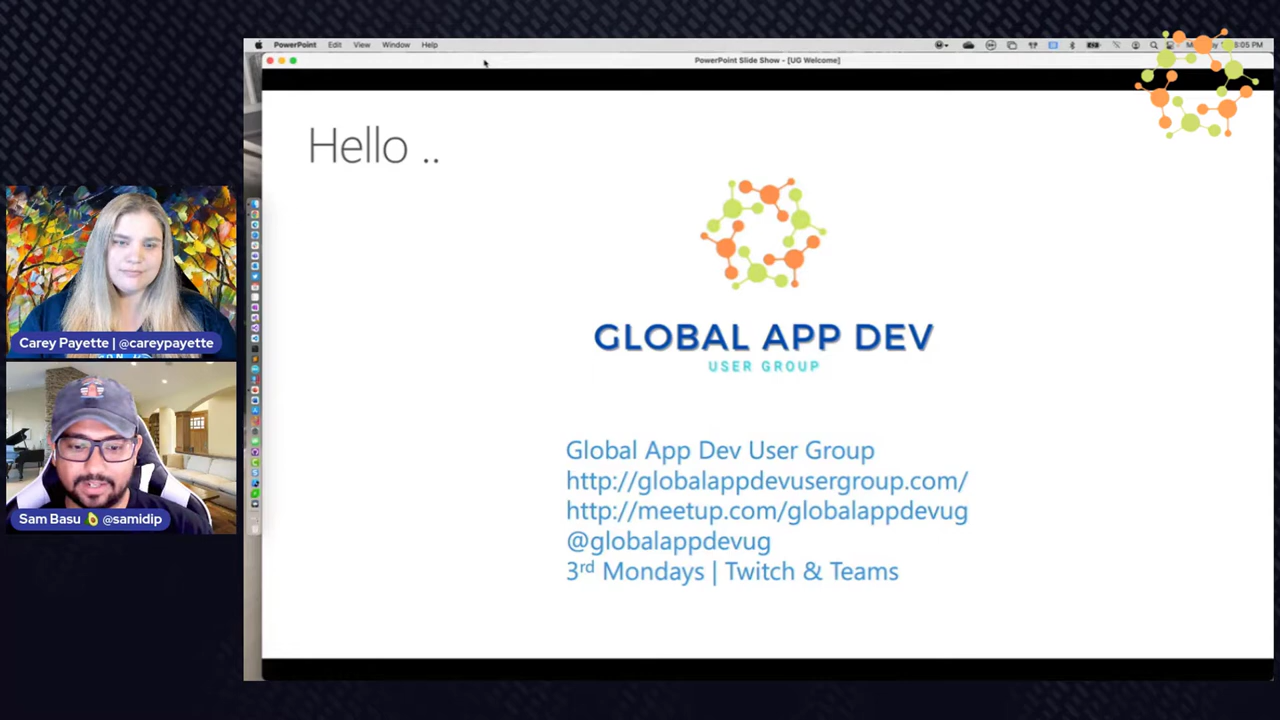 PowerPoint Edit View Window Help
PowerPoint Slide Show - [UG Welcome]
Hello ..
GLOBAL APP DEV
USER GROUP
Carey Payette | @careypayette
Sam Basu 🥑 @samidip
Global App Dev User Group
http://globalappdevusergroup.com/
http://meetup.com/globalappdevug
@globalappdevug
3rd Mondays | Twitch & Teams